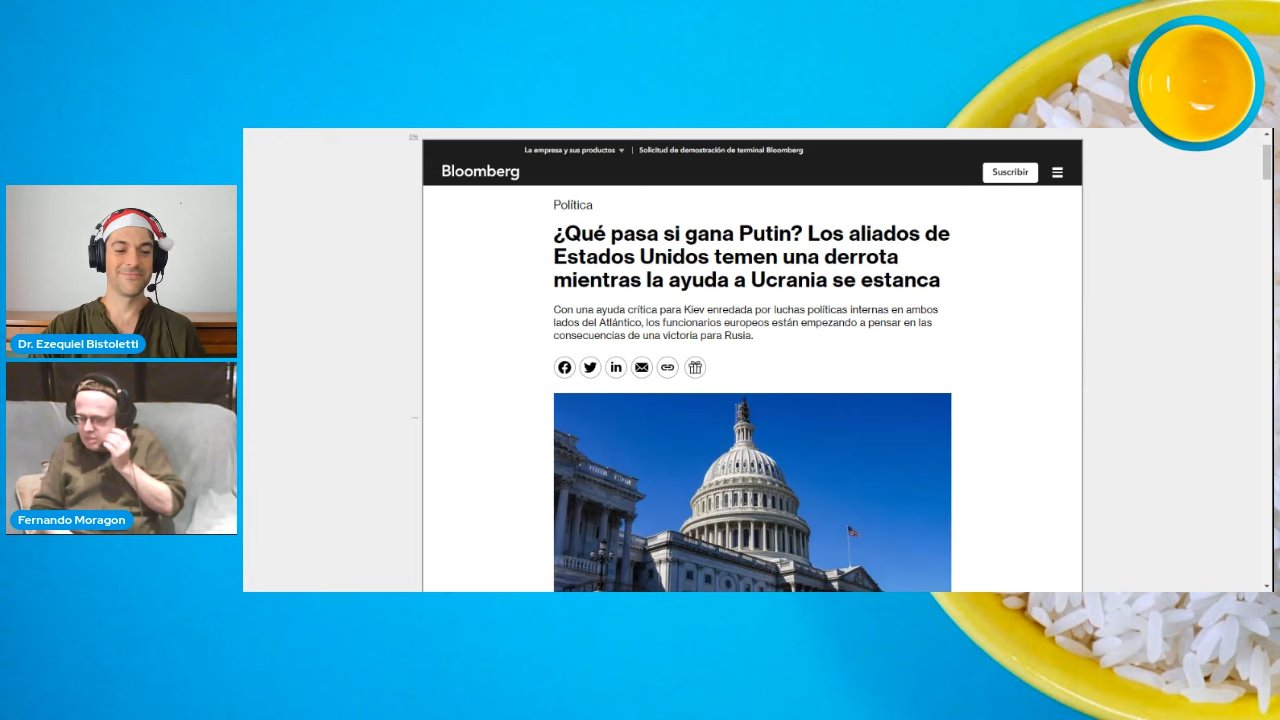 La empresa y sus productos | Solicitud de demostración de terminal Bloomberg
Bloomberg
Suscribir
Política
¿Qué pasa si gana Putin? Los aliados de
Estados Unidos temen una derrota
mientras la ayuda a Ucrania se estanca
Con una ayuda crítica para Kiev enredada por luchas políticas internas en ambos
lados del Atlántico, los funcionarios europeos están empezando a pensar en las
consecuencias de una victoria para Rusia.
Dr. Ezequiel Bistoletti
Fernando Moragon